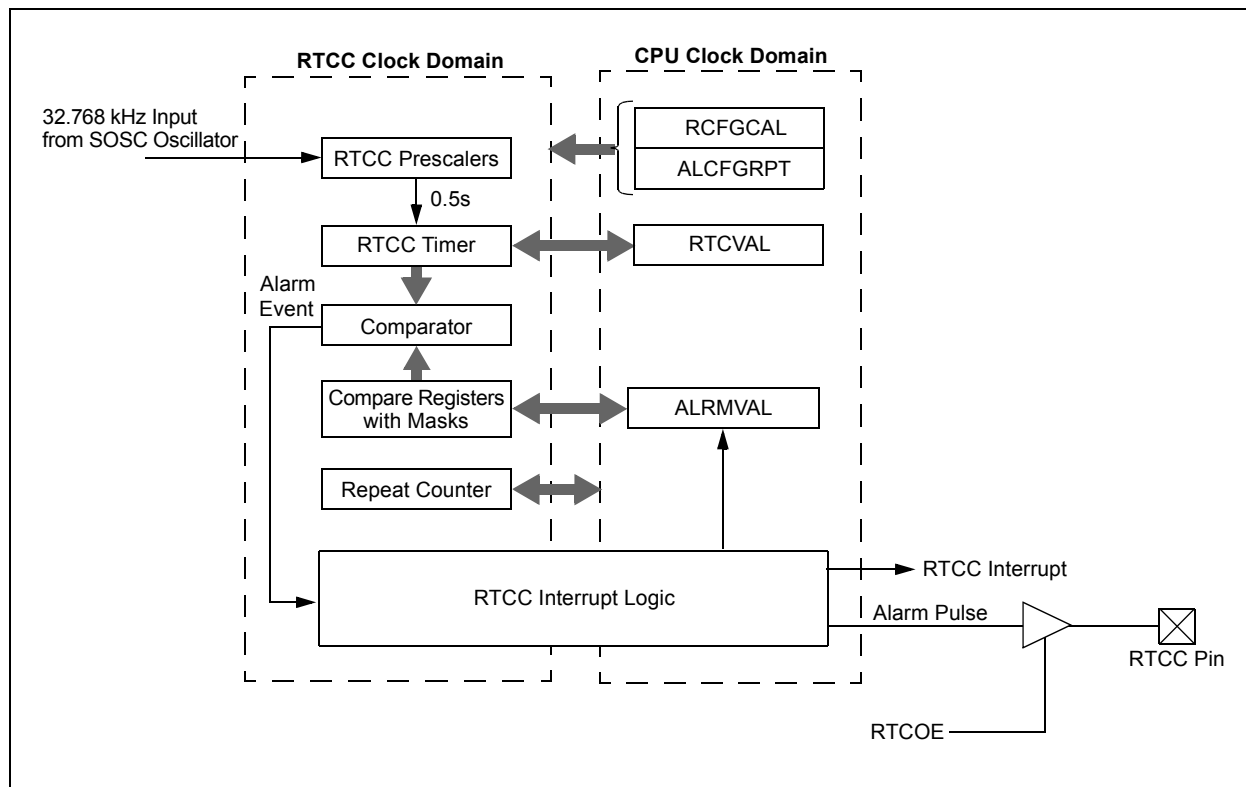 RTCC Clock Domain
CPU Clock Domain
32.768 kHz Input
from SOSC Oscillator
RTCC Prescalers
RCFGCAL
ALCFGRPT
0.5s
RTCC Timer
RTCVAL
Alarm
Event
Comparator
Compare Registers
with Masks
ALRMVAL
Repeat Counter
RTCC Interrupt Logic
RTCC Interrupt
Alarm Pulse
RTCC Pin
RTCOE